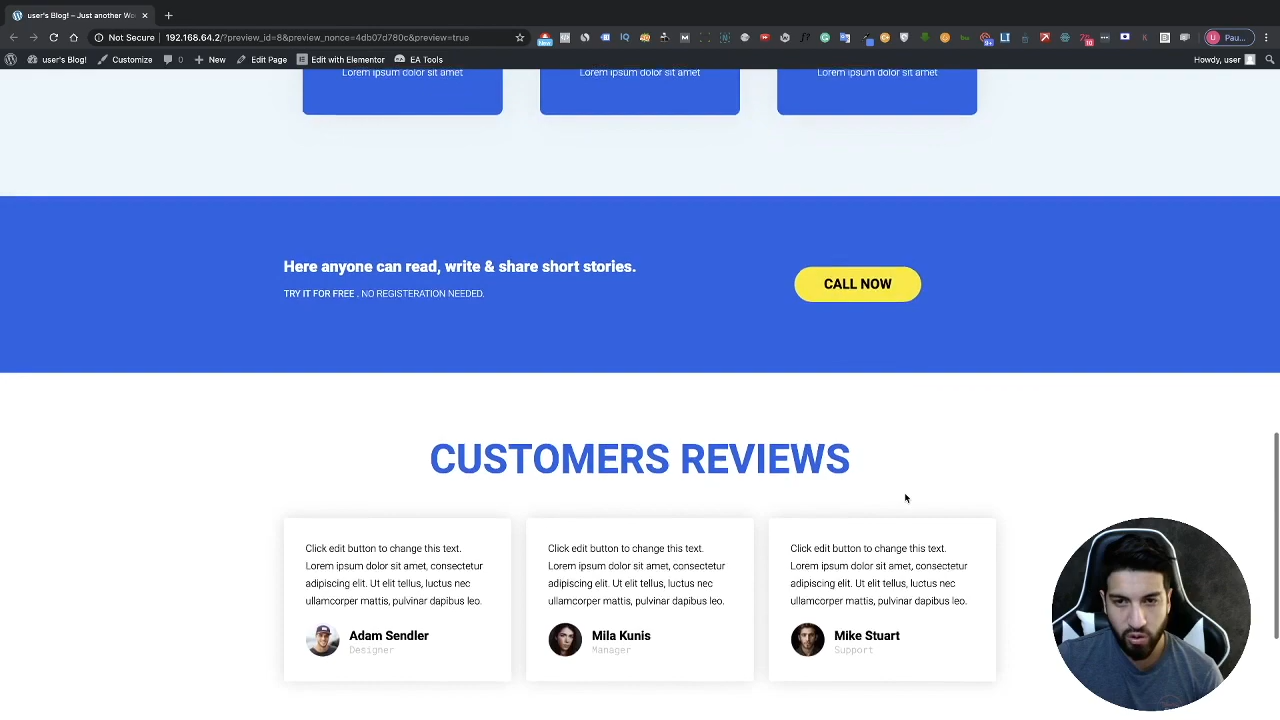 user's Blog! – Just another Wo
Not Secure
192.168.64.2/?preview_id=8&preview_nonce=4db07d780c&preview=true
New
IQ
9+
10
U
Pau...
user's Blog!
Customize
0
New
Edit Page
Edit with Elementor
EA Tools
Howdy, user
Lorem ipsum dolor sit amet
Lorem ipsum dolor sit amet
Lorem ipsum dolor sit amet
Here anyone can read, write & share short stories.
TRY IT FOR FREE . NO REGISTERATION NEEDED.
CALL NOW
CUSTOMERS REVIEWS
Click edit button to change this text.
Lorem ipsum dolor sit amet, consectetur
adipiscing elit. Ut elit tellus, luctus nec
ullamcorper mattis, pulvinar dapibus leo.
Adam Sendler
Designer
Click edit button to change this text.
Lorem ipsum dolor sit amet, consectetur
adipiscing elit. Ut elit tellus, luctus nec
ullamcorper mattis, pulvinar dapibus leo.
Mila Kunis
Manager
Click edit button to change this text.
Lorem ipsum dolor sit amet, consectetur
adipiscing elit. Ut elit tellus, luctus nec
ullamcorper mattis, pulvinar dapibus leo.
Mike Stuart
Support